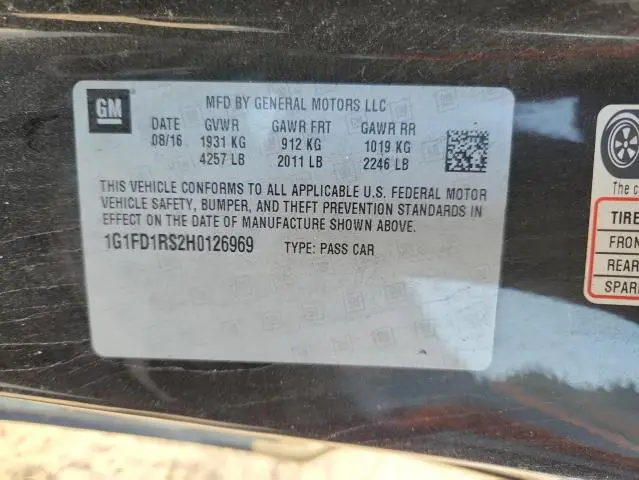 GM
MFD BY GENERAL MOTORS LLC
DATE GVWR GAWR FRT GAWR RR
08/16 1931 KG 912 KG 1019 KG
4257 LB 2011 LB 2246 LB
THIS VEHICLE CONFORMS TO ALL APPLICABLE U.S. FEDERAL MOTOR
VEHICLE SAFETY, BUMPER, AND THEFT PREVENTION STANDARDS IN
EFFECT ON THE DATE OF MANUFACTURE SHOWN ABOVE.
1G1FD1RS2H0126969 TYPE: PASS CAR
The c
TIRE
FRON
REAR
SPAR